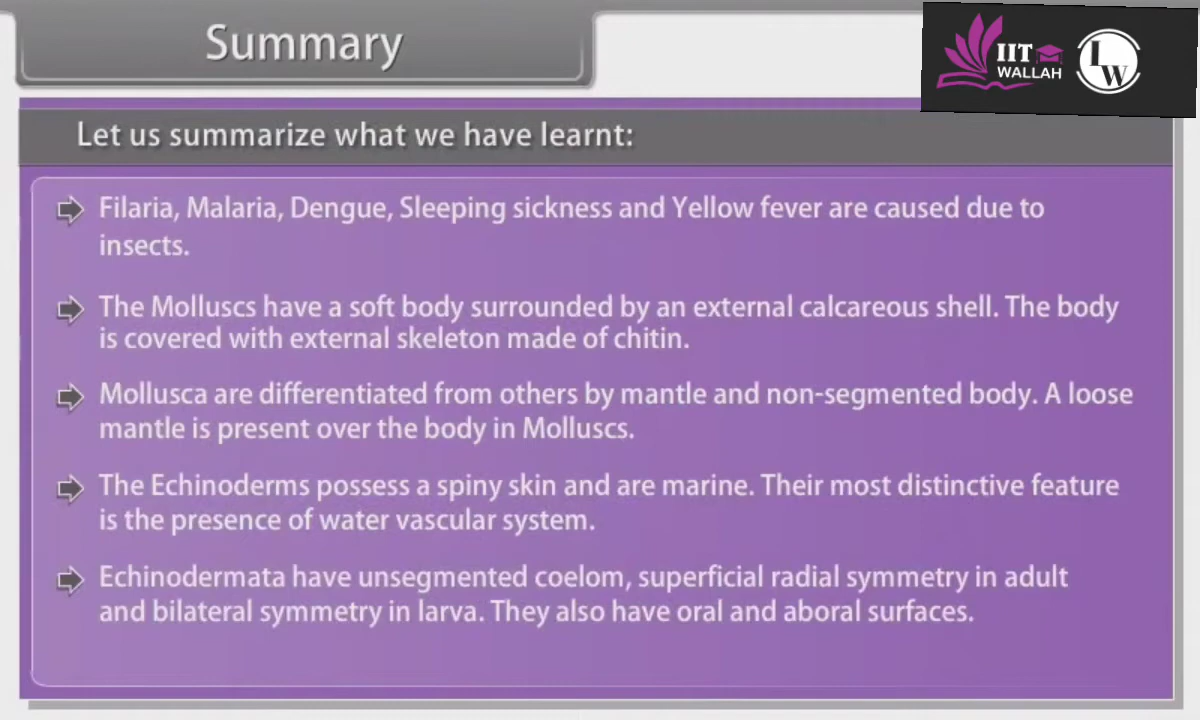 Summary
IIT
WALLAH
LW
Let us summarize what we have learnt:
Filaria, Malaria, Dengue, Sleeping sickness and Yellow fever are caused due to
insects.
The Molluscs have a soft body surrounded by an external calcareous shell. The body
is covered with external skeleton made of chitin.
Mollusca are differentiated from others by mantle and non-segmented body. A loose
mantle is present over the body in Molluscs.
The Echinoderms possess a spiny skin and are marine. Their most distinctive feature
is the presence of water vascular system.
Echinodermata have unsegmented coelom, superficial radial symmetry in adult
and bilateral symmetry in larva. They also have oral and aboral surfaces.